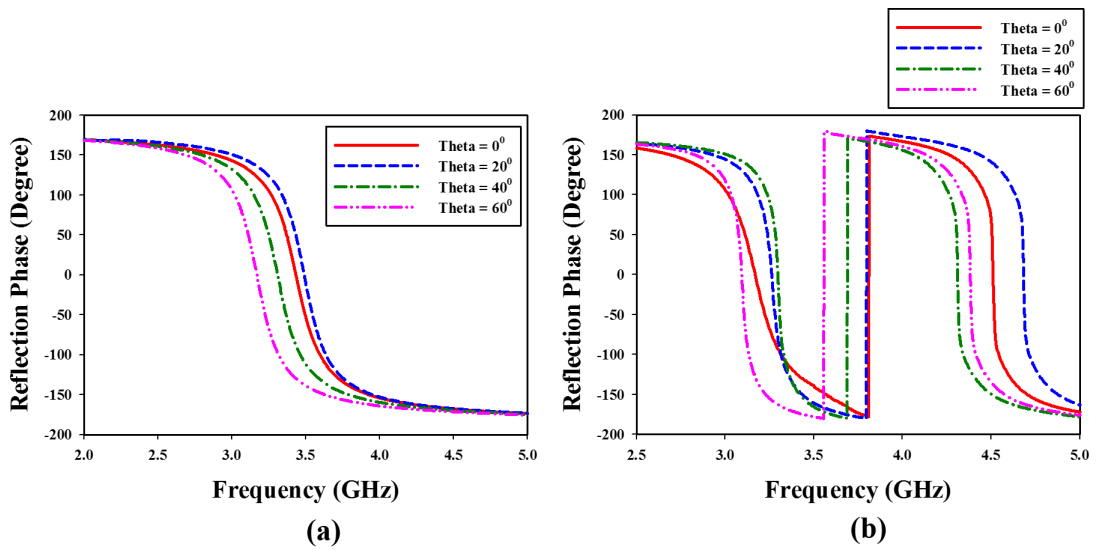 Theta = 0⁰
Theta = 20⁰
Theta = 40⁰
Theta = 60⁰
200
150
100
50
0
-50
-100
-150
-200
Reflection Phase (Degree)
2.0
2.5
3.0
3.5
4.0
4.5
5.0
Frequency (GHz)
(a)
Theta = 0⁰
Theta = 20⁰
Theta = 40⁰
Theta = 60⁰
200
150
100
50
0
-50
-100
-150
-200
Reflection Phase (Degree)
2.5
3.0
3.5
4.0
4.5
5.0
Frequency (GHz)
(b)